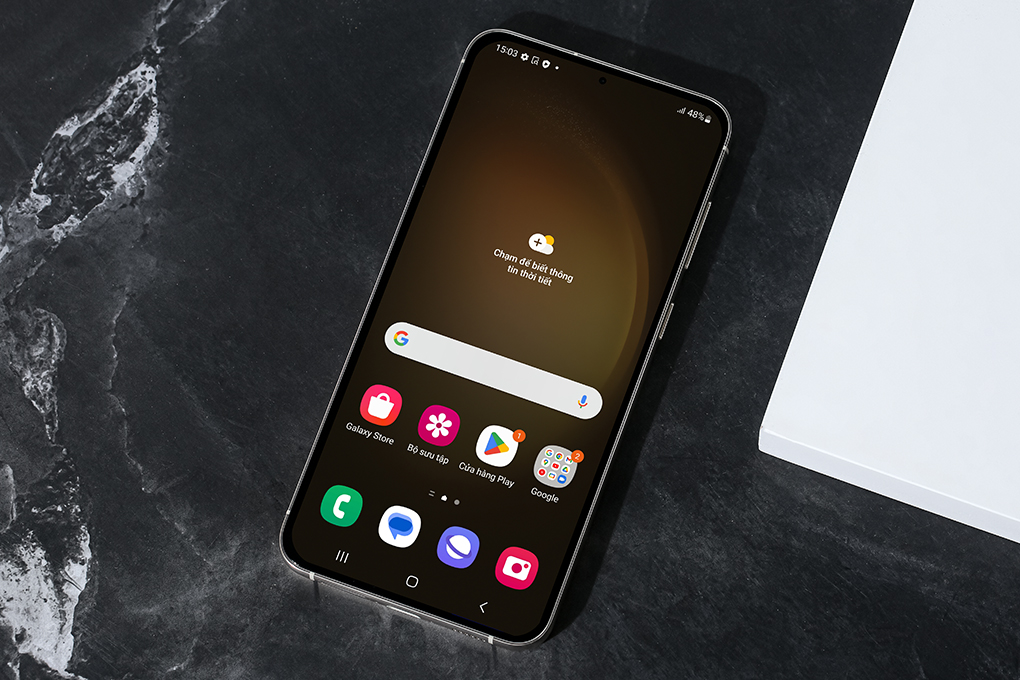 15:03
48%
Chạm để biết thông
tin thời tiết
Galaxy Store
Bộ sưu tập
Cửa hàng Play
1
Google
2